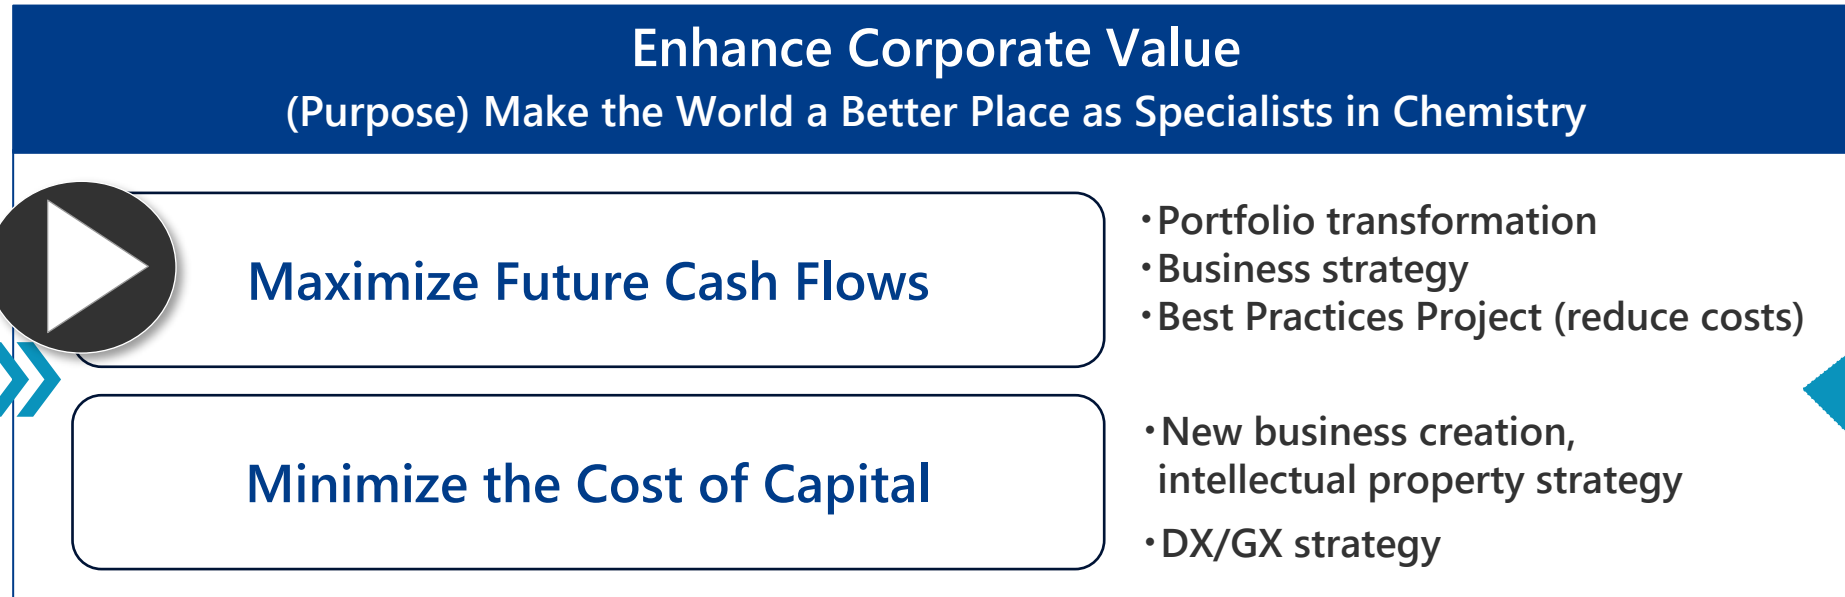 Enhance Corporate Value
(Purpose) Make the World a Better Place as Specialists in Chemistry
Maximize Future Cash Flows
・Portfolio transformation
・Business strategy
・Best Practices Project (reduce costs)
Minimize the Cost of Capital
・New business creation,
intellectual property strategy
・DX/GX strategy